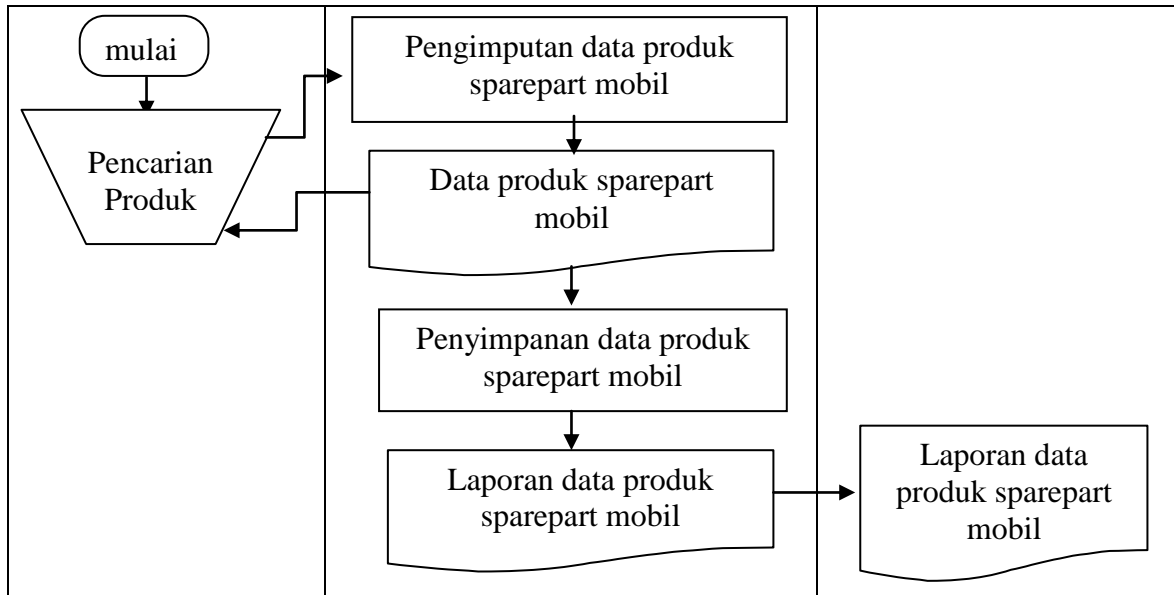 mulai
Pencarian
Produk
Pengimputan data produk
sparepart mobil
Data produk sparepart
mobil
Penyimpanan data produk
sparepart mobil
Laporan data produk
sparepart mobil
Laporan data
produk sparepart
mobil